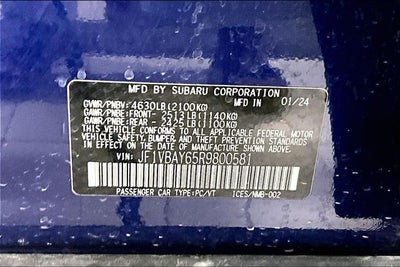 MFD BY SUBARU CORPORATION
GVWR/PNBV:4630LB(2100KG) 01/24
GAWR/PNBE:FRONT- 2513LB(1140KG)
GAWR/PNBE:REAR - 2425LB(1100KG)
THIS VEHICLE CONFORMS TO ALL APPLICABLE FEDERAL MOTOR
VEHICLE SAFETY, BUMPER, AND THEFT PREVENTION STANDARDS
IN EFFECT ON THE DATE OF MANUFACTURE SHOWN ABOVE.
VIN: JF1VBAY65R9800581
PASSENGER CAR TYPE:PC/VT ICES/NMB-002